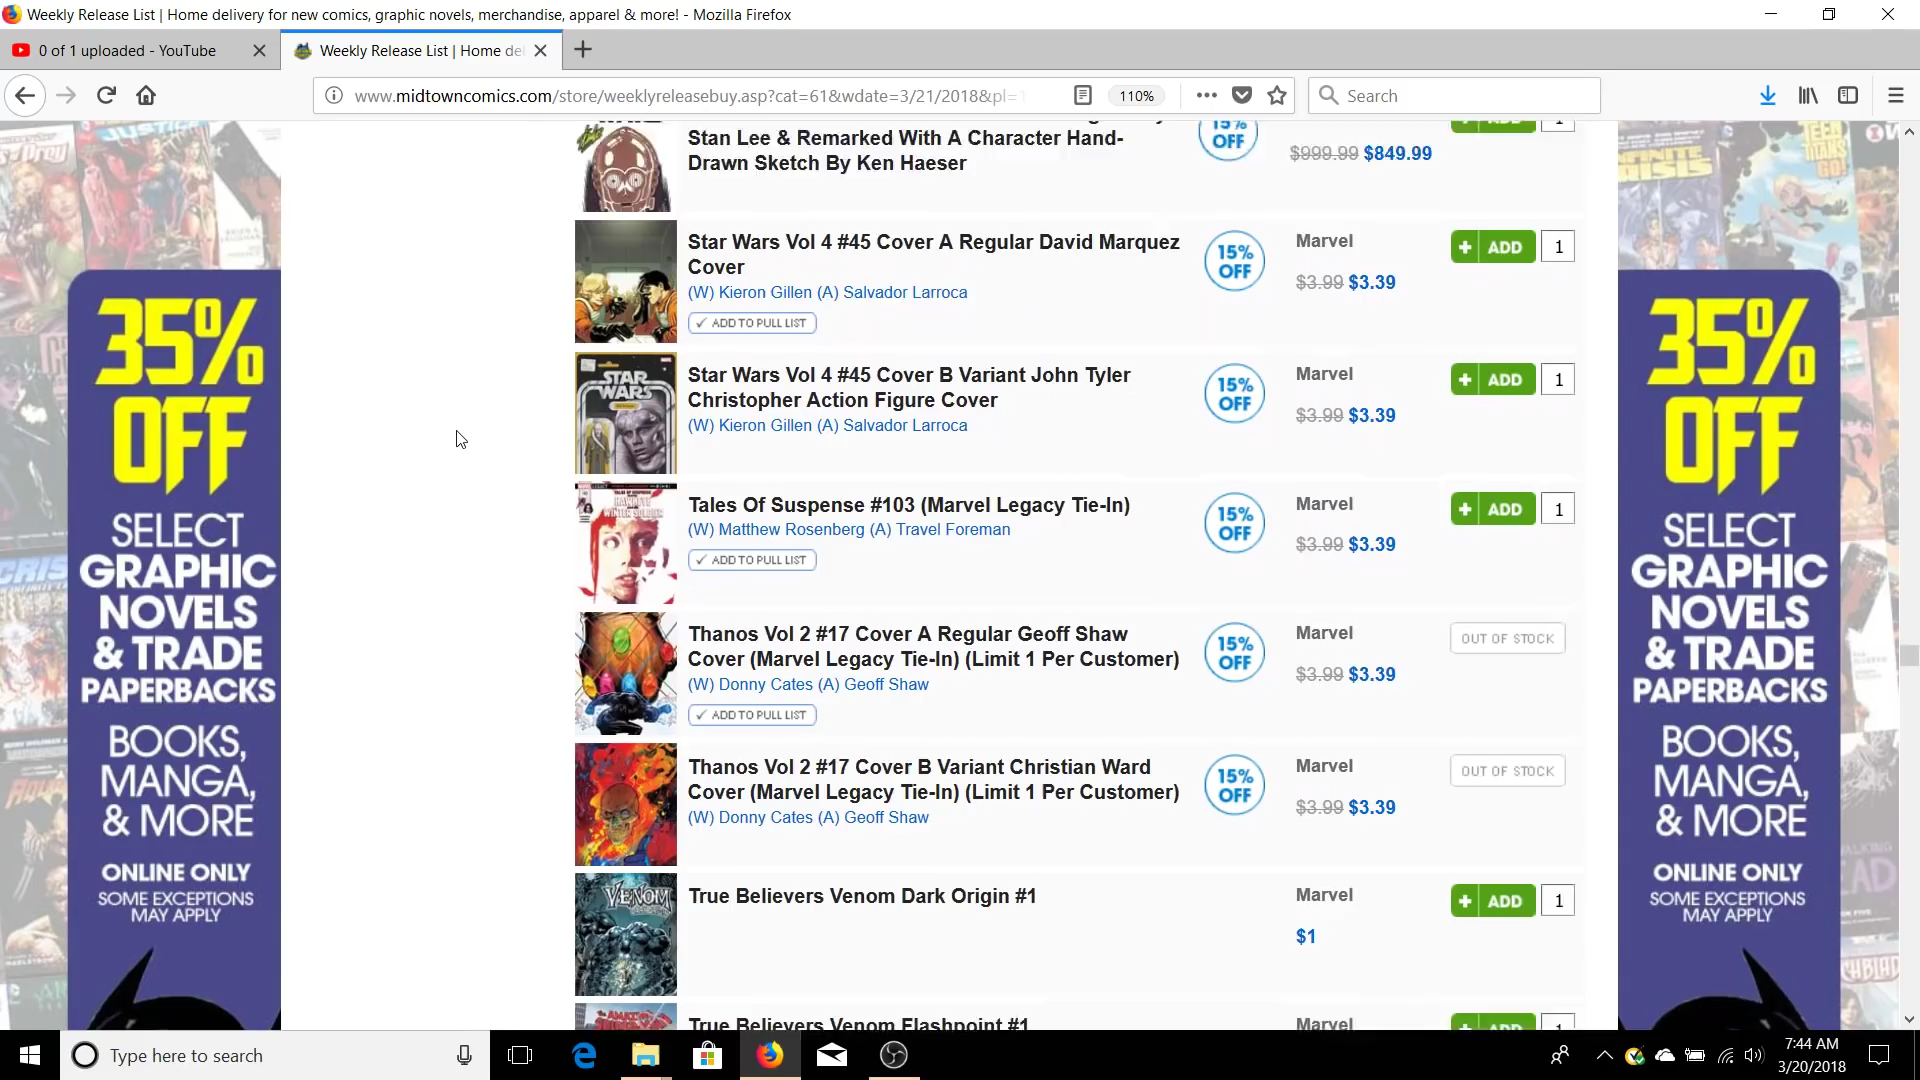 Weekly Release List | Home delivery for new comics, graphic novels, merchandise, apparel & more! - Mozilla Firefox
0 of 1 uploaded - YouTube
Weekly Release List | Home de
www.midtowncomics.com/store/weeklyreleasebuy.asp?cat=61&wdate=3/21/2018&pl=
110%
Search
Stan Lee & Remarked With A Character Hand-
Drawn Sketch By Ken Haeser
15%
OFF
$999.99 $849.99
1
Star Wars Vol 4 #45 Cover A Regular David Marquez
Cover
(W) Kieron Gillen (A) Salvador Larroca
ADD TO PULL LIST
15%
OFF
Marvel
$3.99 $3.39
ADD
1
STAR
WARS
Star Wars Vol 4 #45 Cover B Variant John Tyler
Christopher Action Figure Cover
(W) Kieron Gillen (A) Salvador Larroca
15%
OFF
Marvel
$3.99 $3.39
ADD
1
Tales Of Suspense #103 (Marvel Legacy Tie-In)
(W) Matthew Rosenberg (A) Travel Foreman
ADD TO PULL LIST
15%
OFF
Marvel
$3.99 $3.39
ADD
1
Thanos Vol 2 #17 Cover A Regular Geoff Shaw
Cover (Marvel Legacy Tie-In) (Limit 1 Per Customer)
(W) Donny Cates (A) Geoff Shaw
ADD TO PULL LIST
15%
OFF
Marvel
$3.99 $3.39
OUT OF STOCK
Thanos Vol 2 #17 Cover B Variant Christian Ward
Cover (Marvel Legacy Tie-In) (Limit 1 Per Customer)
(W) Donny Cates (A) Geoff Shaw
15%
OFF
Marvel
$3.99 $3.39
OUT OF STOCK
VENOM
True Believers Venom Dark Origin #1
Marvel
$1
ADD
1
True Believers Venom Flashpoint #1
Marvel
ADD
1
35%
OFF
SELECT
GRAPHIC
NOVELS
& TRADE
PAPERBACKS
BOOKS,
MANGA,
& MORE
ONLINE ONLY
SOME EXCEPTIONS
MAY APPLY
35%
OFF
SELECT
GRAPHIC
NOVELS
& TRADE
PAPERBACKS
BOOKS,
MANGA,
& MORE
ONLINE ONLY
SOME EXCEPTIONS
MAY APPLY
Type here to search
7:44 AM
3/20/2018